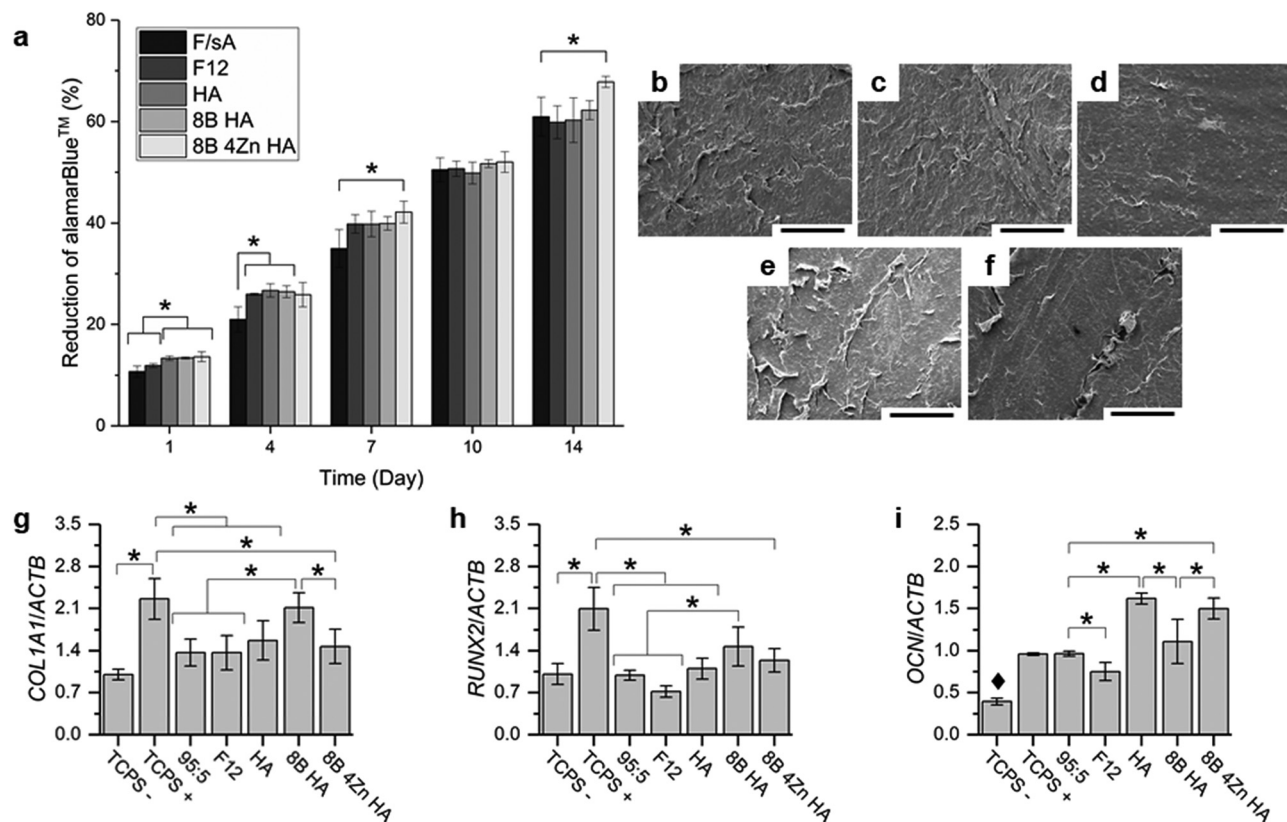 a
80
60
40
20
0
Reduction of alamarBlue™ (%)
F/sA
F12
HA
8B HA
8B 4Zn HA
*
*
*
*
1
4
7
10
14
Time (Day)
b
c
d
e
f
g
3.5
2.8
2.1
1.4
0.7
0.0
COL1A1/ACTB
*
*
*
*
*
TCPS -
TCPS +
95:5
F12
HA
8B HA
8B 4Zn HA
h
3.5
2.8
2.1
1.4
0.7
0.0
RUNX2/ACTB
*
*
*
*
TCPS -
TCPS +
95:5
F12
HA
8B HA
8B 4Zn HA
i
2.5
2.0
1.5
1.0
0.5
0.0
OCN/ACTB
*
*
*
*
*
♦
TCPS -
TCPS +
95:5
F12
HA
8B HA
8B 4Zn HA